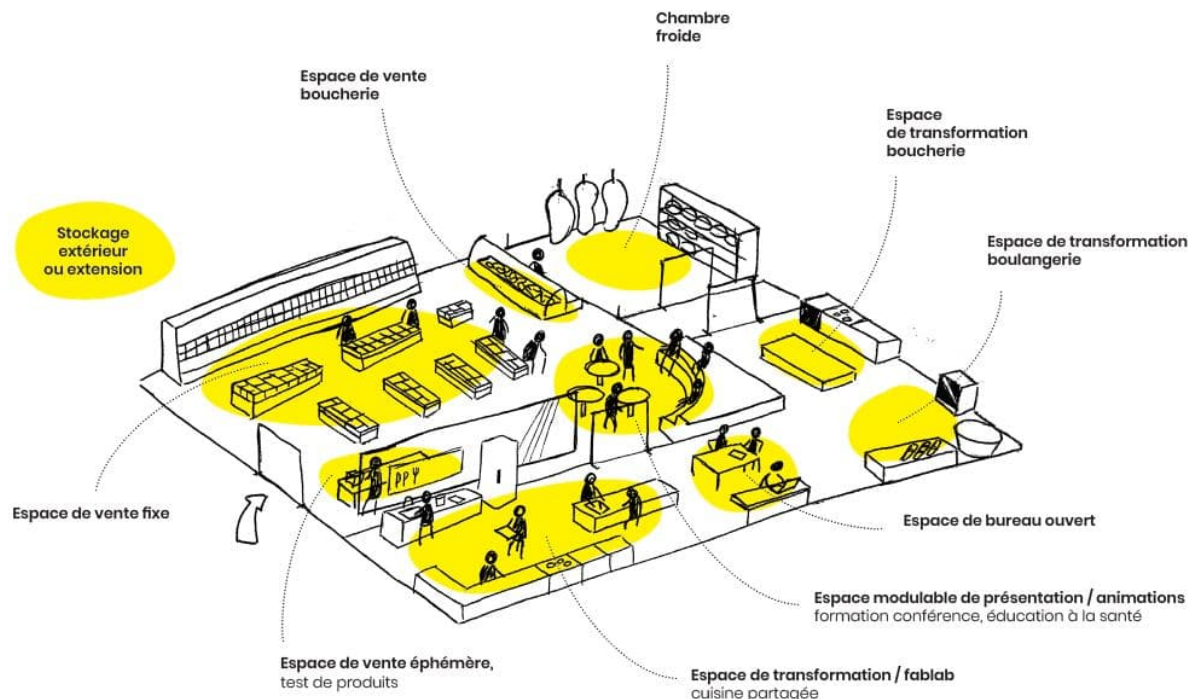 Chambre
froide
Espace de vente
boucherie
Espace
de transformation
boucherie
Stockage
extérieur
ou extension
Espace de transformation
boulangerie
Espace de vente fixe
Espace de bureau ouvert
Espace modulable de présentation / animations
formation conférence, éducation à la santé
Espace de vente éphémère,
test de produits
Espace de transformation / fablab
cuisine partagée